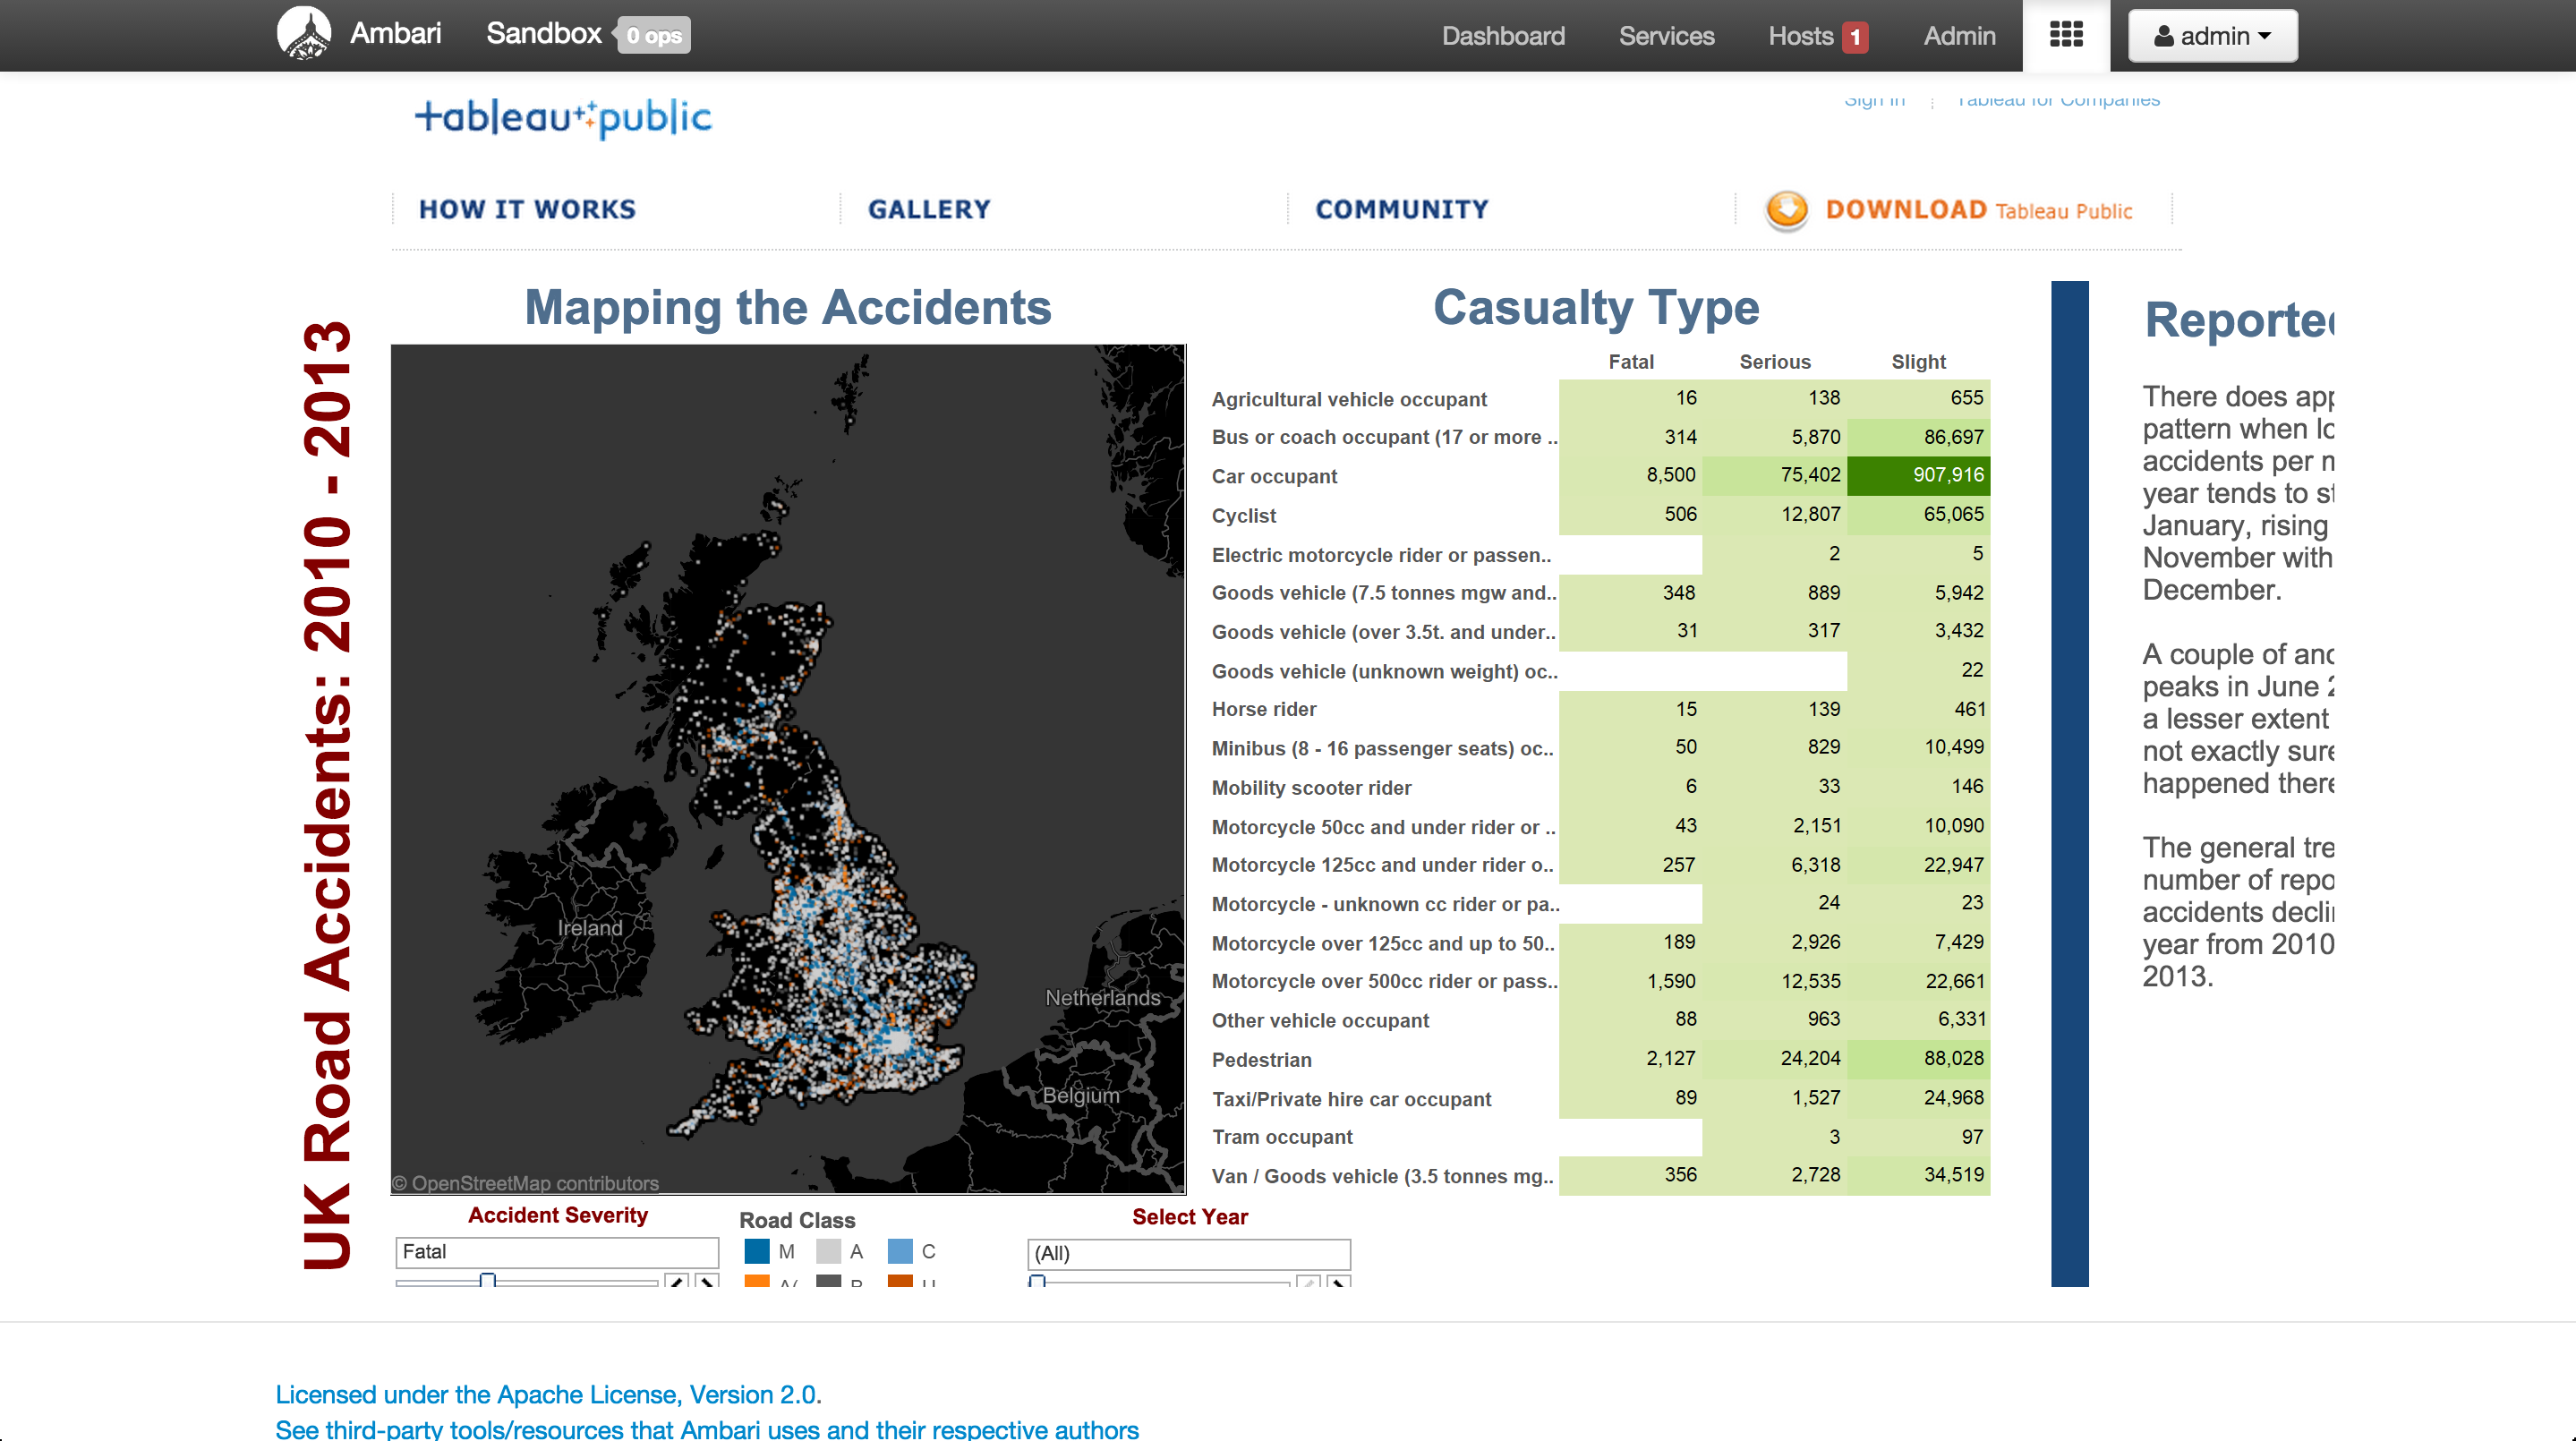 Ambari Sandbox 0 ops Dashboard Services Hosts 1 Admin admin
tableau public
Sign In Tableau for Companies
HOW IT WORKS GALLERY COMMUNITY DOWNLOAD Tableau Public
UK Road Accidents: 2010 - 2013
Mapping the Accidents
Ireland
Netherlands
Belgium
© OpenStreetMap contributors
Casualty Type
Fatal Serious Slight
Agricultural vehicle occupant 16 138 655
Bus or coach occupant (17 or more .. 314 5,870 86,697
Car occupant 8,500 75,402 907,916
Cyclist 506 12,807 65,065
Electric motorcycle rider or passen.. 2 5
Goods vehicle (7.5 tonnes mgw and.. 348 889 5,942
Goods vehicle (over 3.5t. and under.. 31 317 3,432
Goods vehicle (unknown weight) oc.. 22
Horse rider 15 139 461
Minibus (8 - 16 passenger seats) oc.. 50 829 10,499
Mobility scooter rider 6 33 146
Motorcycle 50cc and under rider or .. 43 2,151 10,090
Motorcycle 125cc and under rider o.. 257 6,318 22,947
Motorcycle - unknown cc rider or pa.. 24 23
Motorcycle over 125cc and up to 50.. 189 2,926 7,429
Motorcycle over 500cc rider or pass.. 1,590 12,535 22,661
Other vehicle occupant 88 963 6,331
Pedestrian 2,127 24,204 88,028
Taxi/Private hire car occupant 89 1,527 24,968
Tram occupant 3 97
Van / Goods vehicle (3.5 tonnes mg.. 356 2,728 34,519
Reporte
There does app
pattern when lo
accidents per m
year tends to st
January, rising
November with
December.
A couple of ano
peaks in June
a lesser extent
not exactly sure
happened there
The general tre
number of repo
accidents decli
year from 2010
2013.
Accident Severity
Fatal
Road Class
M A C
Select Year
(All)
Licensed under the Apache License, Version 2.0.
See third-party tools/resources that Ambari uses and their respective authors